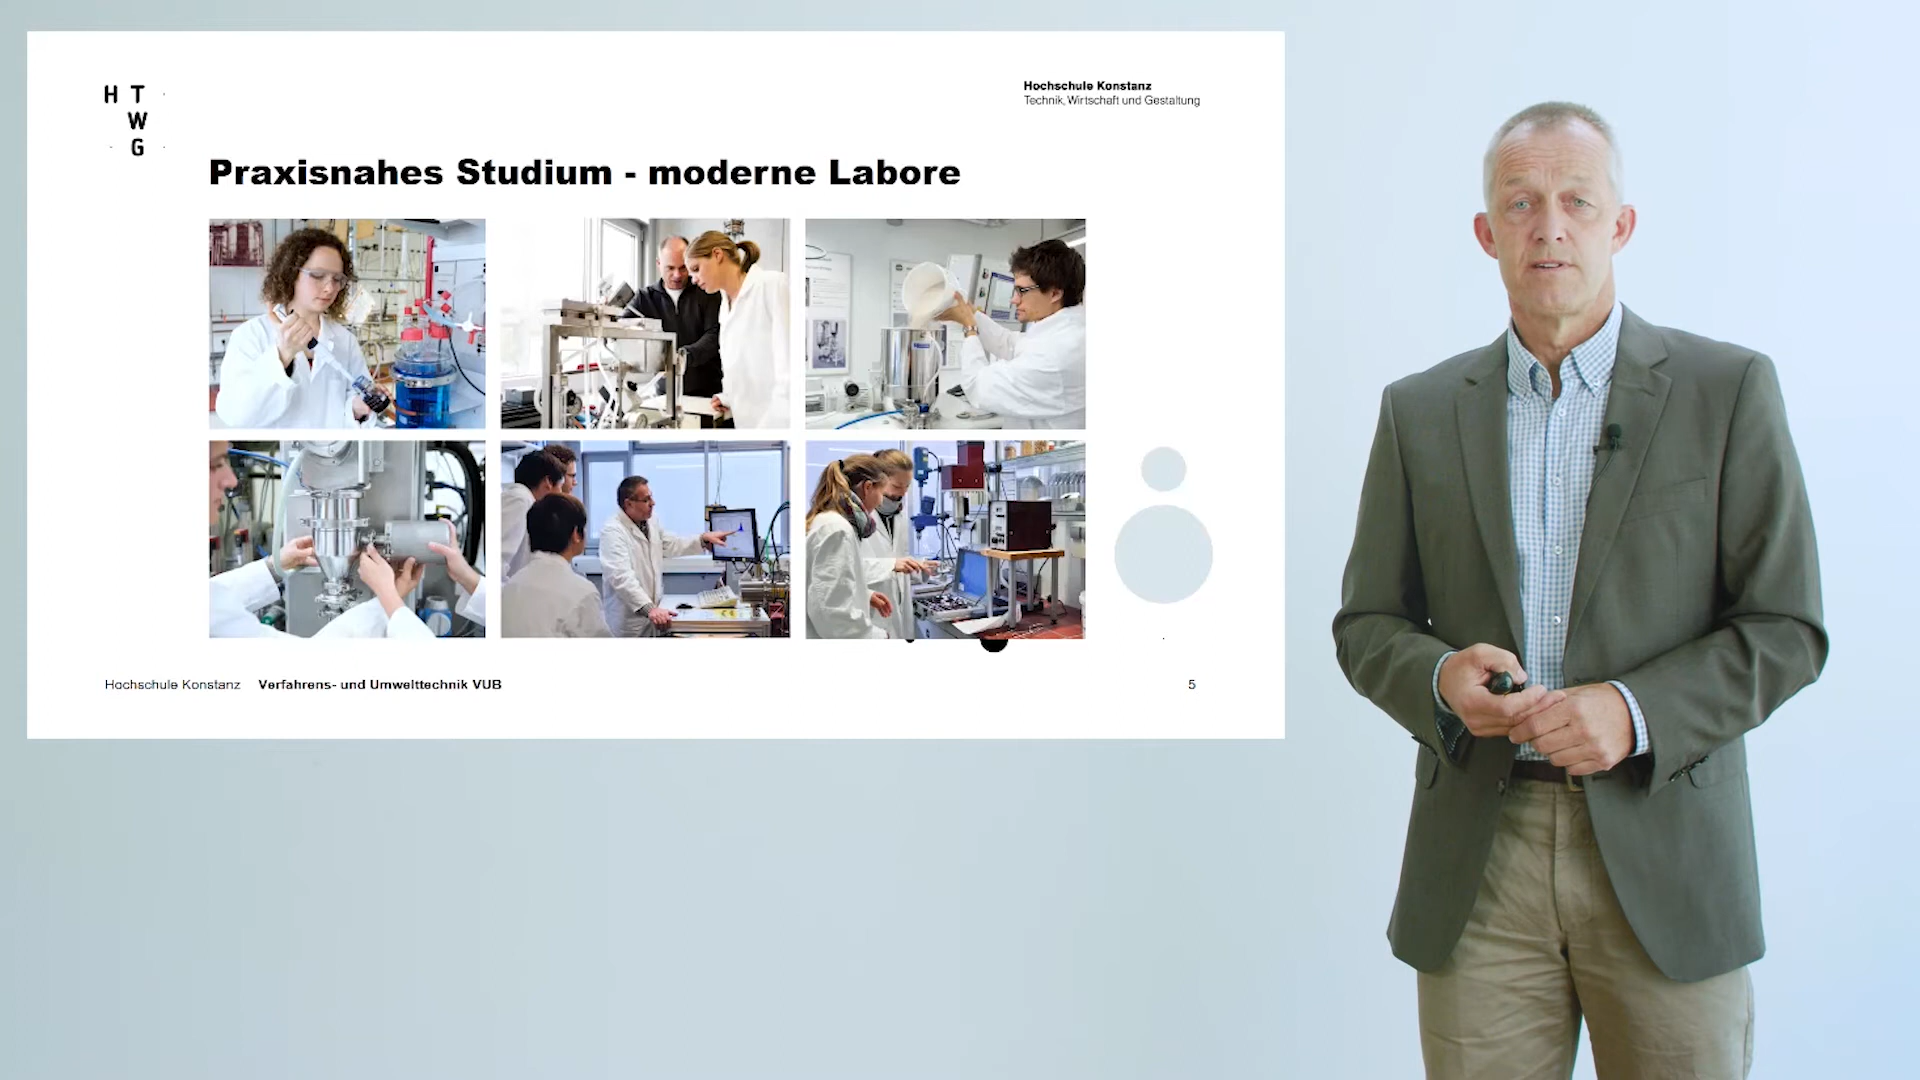 H T
W
G
Hochschule Konstanz
Technik, Wirtschaft und Gestaltung
Praxisnahes Studium - moderne Labore
Hochschule Konstanz Verfahrens- und Umwelttechnik VUB
5